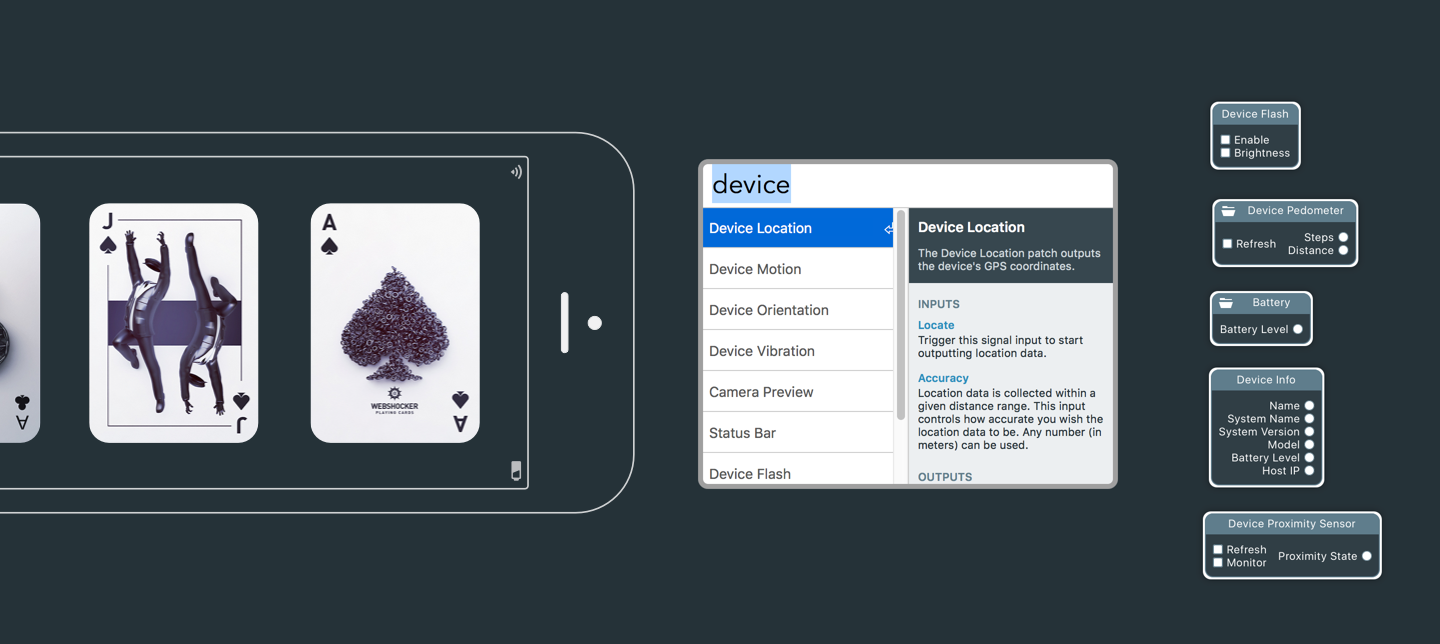 A
J
J
A
WEBSHOCKER
PLAYING CARDS
A
device
Device Location
Device Motion
Device Orientation
Device Vibration
Camera Preview
Status Bar
Device Flash
Device Location
The Device Location patch outputs
the device's GPS coordinates.
INPUTS
Locate
Trigger this signal input to start
outputting location data.
Accuracy
Location data is collected within a
given distance range. This input
controls how accurate you wish the
location data to be. Any number (in
meters) can be used.
OUTPUTS
Device Flash
Enable
Brightness
Device Pedometer
Refresh
Steps
Distance
Battery
Battery Level
Device Info
Name
System Name
System Version
Model
Battery Level
Host IP
Device Proximity Sensor
Refresh
Monitor
Proximity State